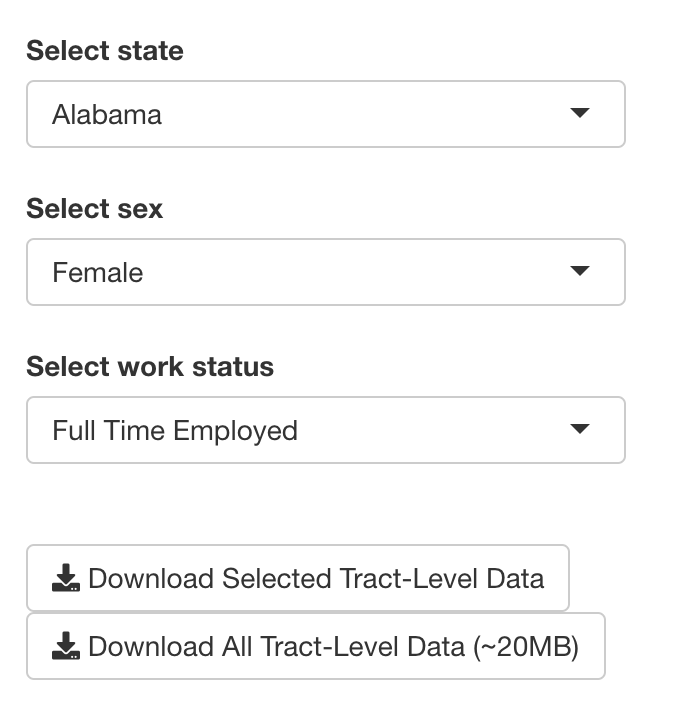 Select state
Alabama
Select sex
Female
Select work status
Full Time Employed
Download Selected Tract-Level Data
Download All Tract-Level Data (~20MB)